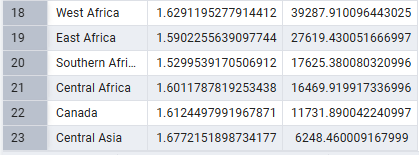 18 West Africa 1.6291195277914412 39287.910096443025
19 East Africa 1.5902255639097744 27619.430051666997
20 Southern Afri... 1.5299539170506912 17625.380080320996
21 Central Africa 1.6011787819253438 16469.919917336996
22 Canada 1.6124497991967871 11731.890042240997
23 Central Asia 1.6772151898734177 6248.460009167999